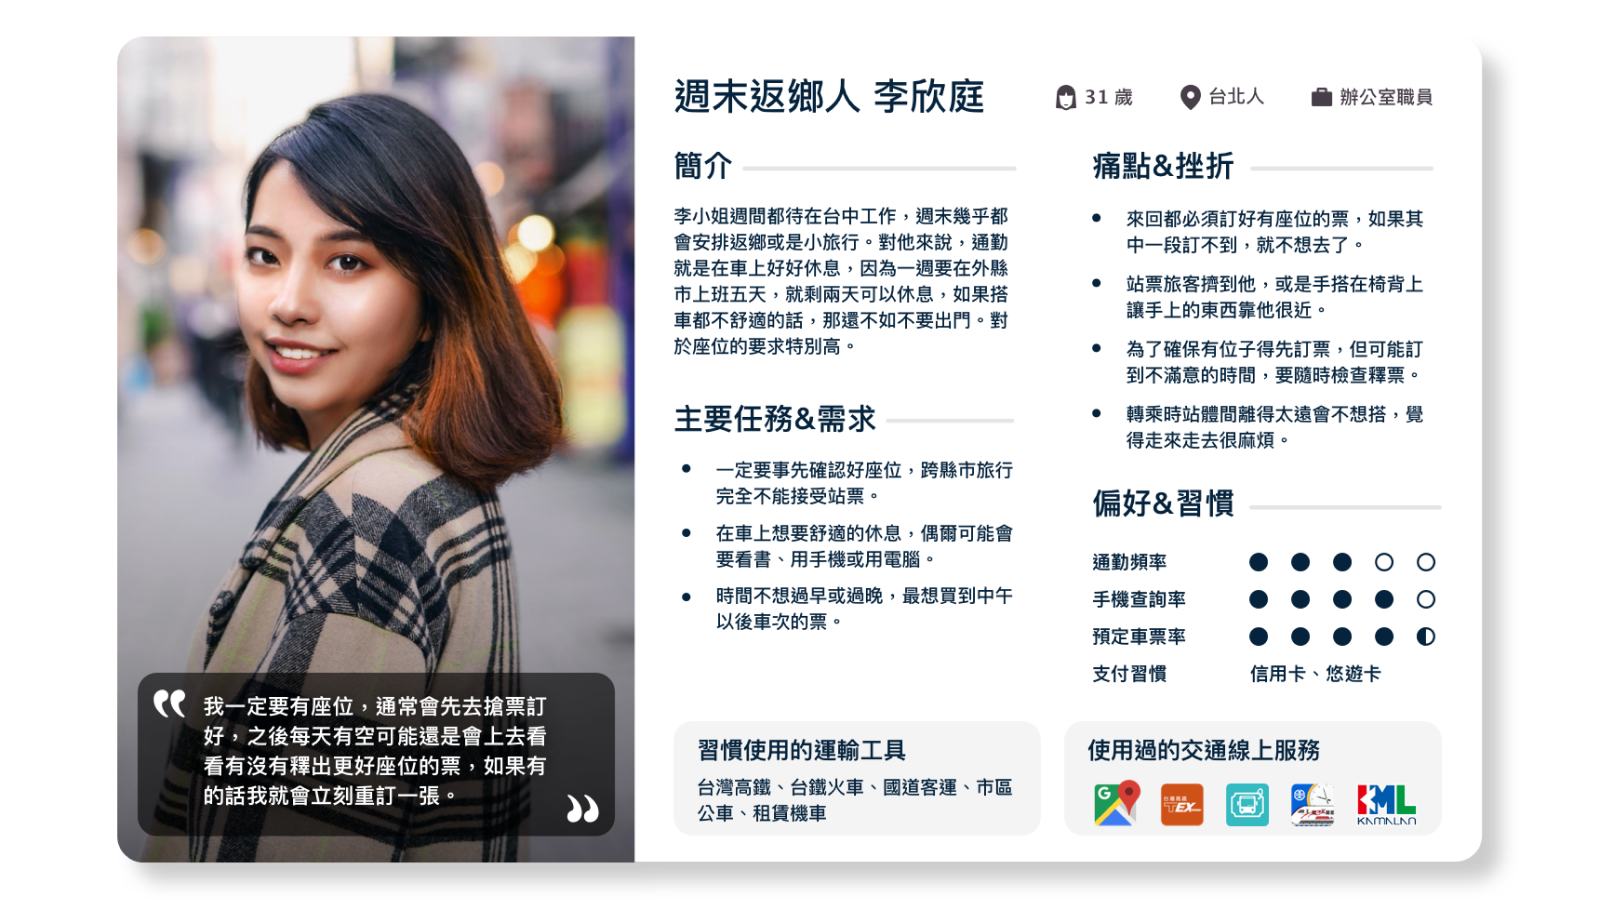 週末返鄉人 李欣庭
31 歲
台北人
辦公室職員
簡介
李小姐週間都待在台中工作，週末幾乎都
會安排返鄉或是小旅行。對他來說，通勤
就是在車上好好休息，因為一週要在外縣
市上班五天，就剩兩天可以休息，如果搭
車都不舒適的話，那還不如不要出門。對
於座位的要求特別高。
主要任務&需求
一定要事先確認好座位，跨縣市旅行
完全不能接受站票。
在車上想要舒適的休息，偶爾可能會
要看書、用手機或用電腦。
時間不想過早或過晚，最想買到中午
以後車次的票。
痛點&挫折
來回都必須訂好有座位的票，如果其
中一段訂不到，就不想去了。
站票旅客擠到他，或是手搭在椅背上
讓手上的東西靠他很近。
為了確保有位子得先訂票，但可能訂
到不滿意的時間，要隨時檢查釋票。
轉乘時站體間離得太遠會不想搭，覺
得走來走去很麻煩。
偏好&習慣
通勤頻率
手機查詢率
預定車票率
支付習慣 信用卡、悠遊卡
我一定要有座位，通常會先去搶票訂
好，之後每天有空可能還是會上去看
看有沒有釋出更好座位的票，如果有
的話我就會立刻重訂一張。
習慣使用的運輸工具
台灣高鐵、台鐵火車、國道客運、市區
公車、租賃機車
使用過的交通線上服務
G
台灣高鐵
TEX
KML
KAMALAN